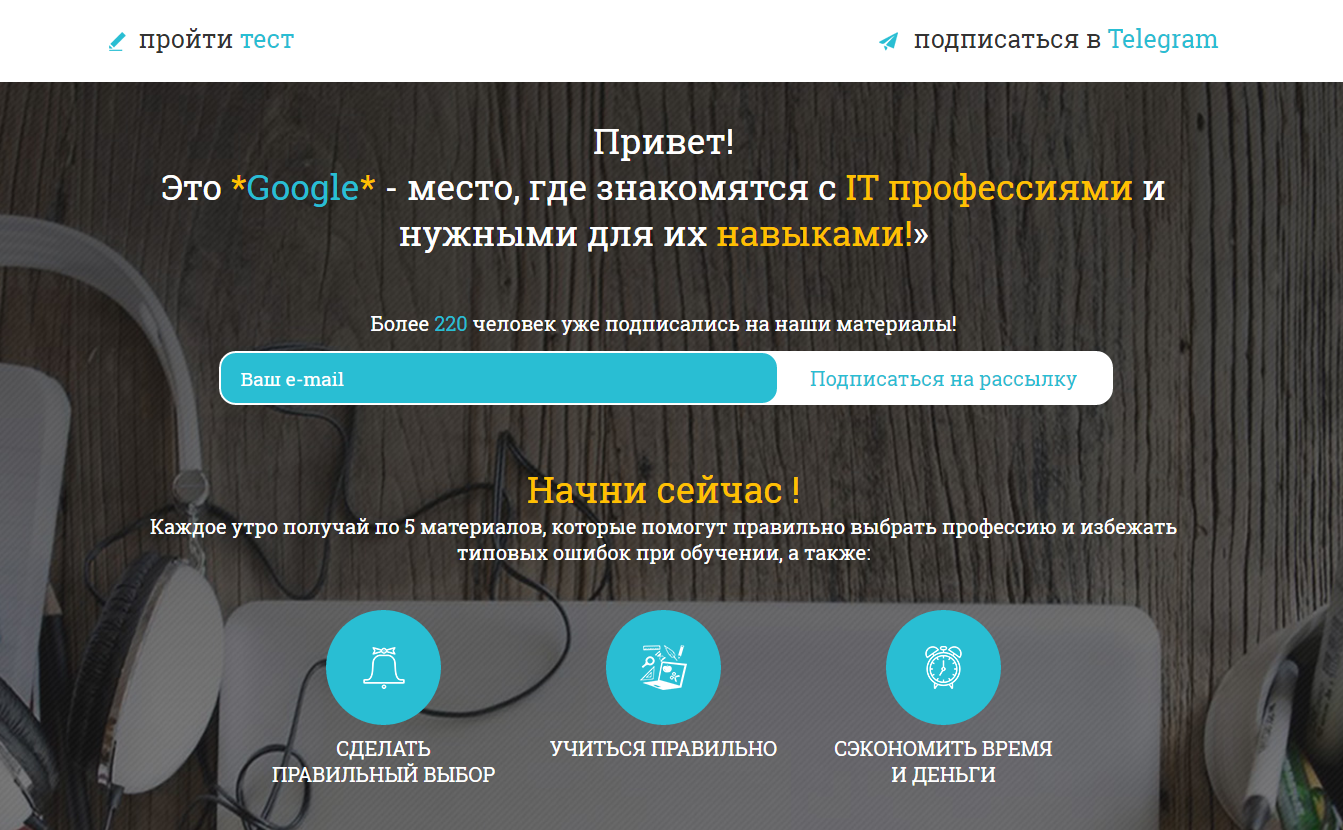 пройти тест
подписаться в Telegram
Привет!
Это *Google* - место, где знакомятся с IT профессиями и
нужными для их навыками!»
Более 220 человек уже подписались на наши материалы!
Ваш e-mail
Подписаться на рассылку
Начни сейчас !
Каждое утро получай по 5 материалов, которые помогут правильно выбрать профессию и избежать
типовых ошибок при обучении, а также:
СДЕЛАТЬ
ПРАВИЛЬНЫЙ ВЫБОР
УЧИТЬСЯ ПРАВИЛЬНО
СЭКОНОМИТЬ ВРЕМЯ
И ДЕНЬГИ